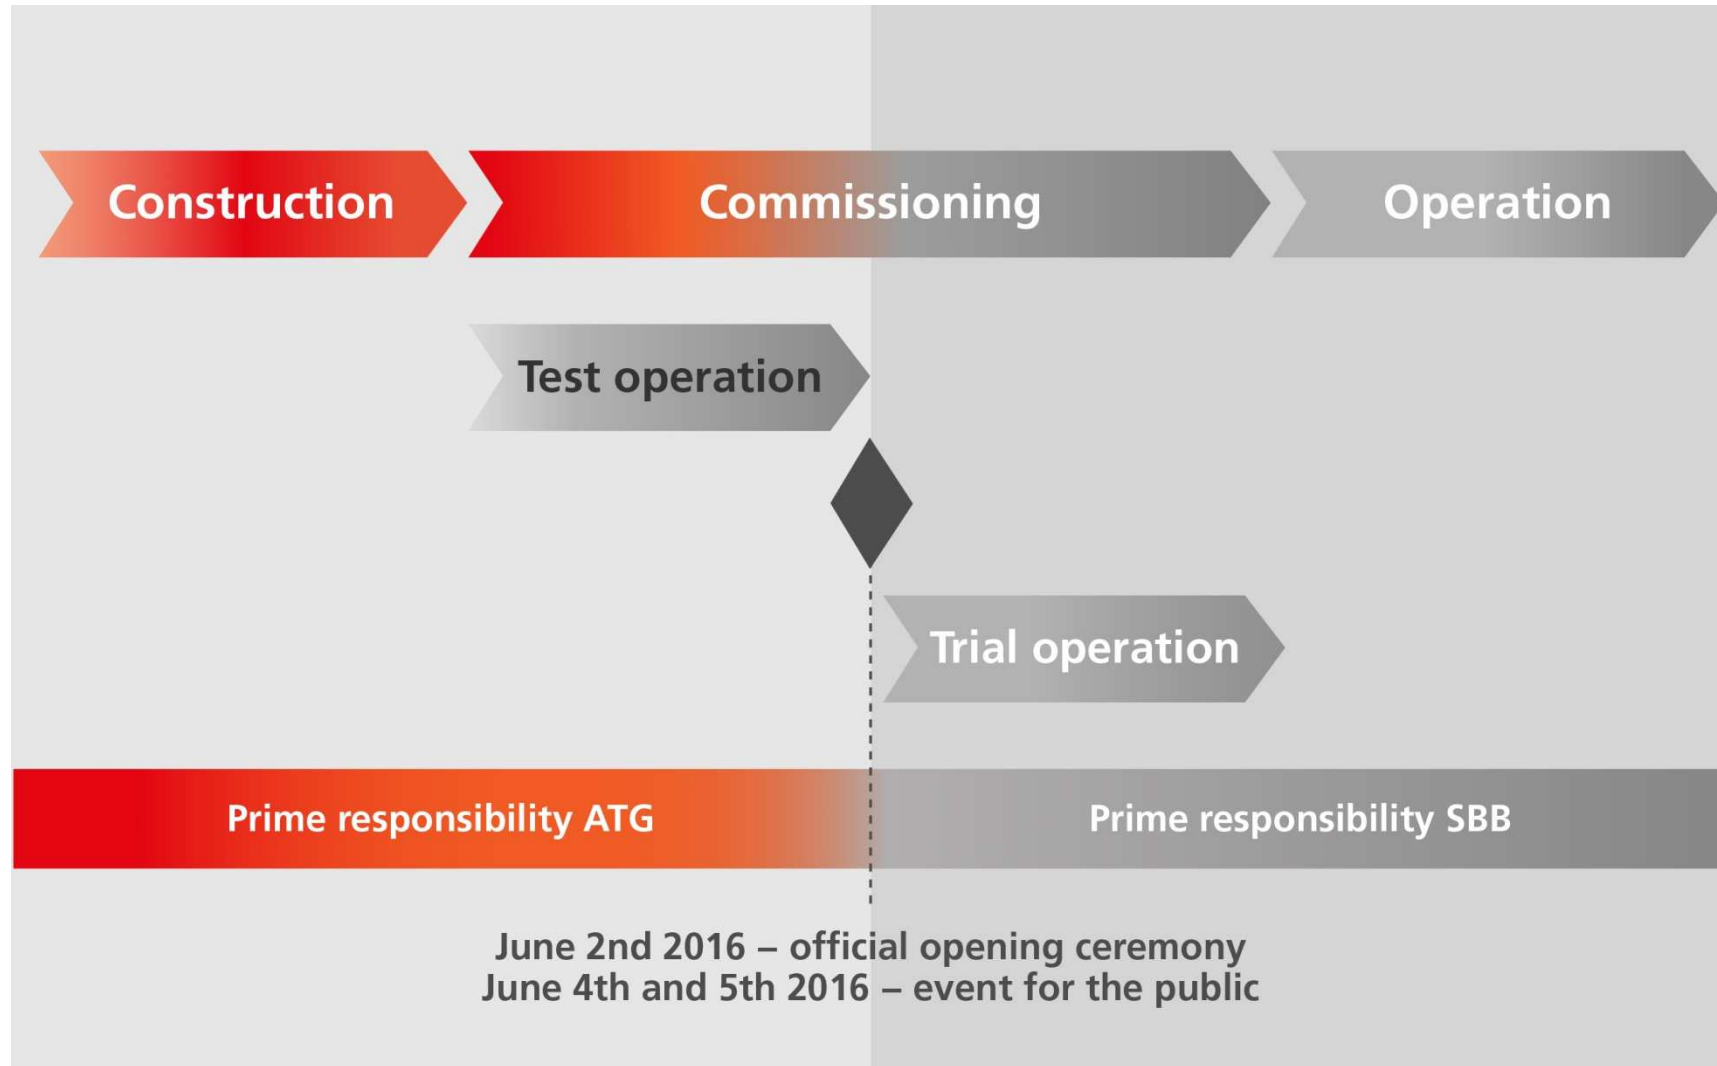 Construction
Commissioning
Operation
Test operation
Trial operation
Prime responsibility ATG
Prime responsibility SBB
June 2nd 2016 – official opening ceremony
June 4th and 5th 2016 – event for the public